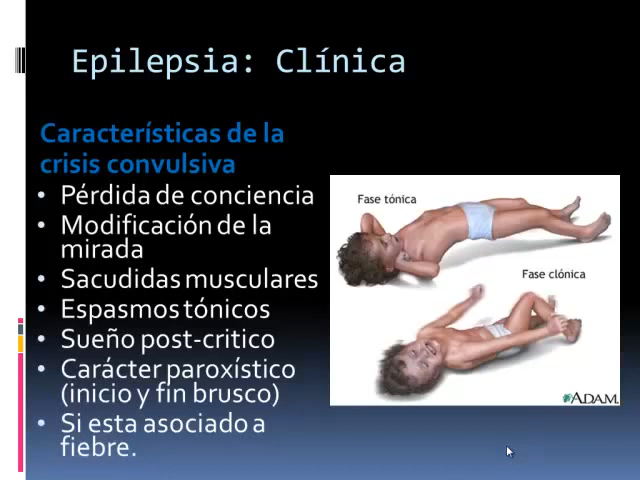 Epilepsia: Clínica
Características de la
crisis convulsiva
• Pérdida de conciencia
• Modificación de la
mirada
• Sacudidas musculares
• Espasmos tónicos
• Sueño post-critico
• Carácter paroxístico
(inicio y fin brusco)
• Si esta asociado a
fiebre.
Fase tónica
Fase clónica
ADAM.